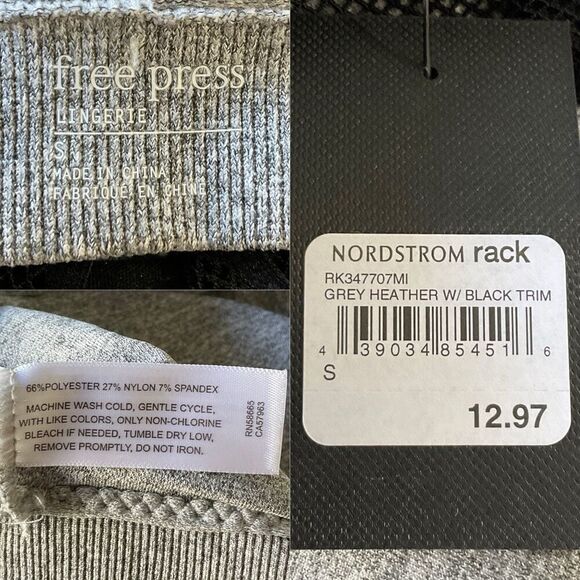 free press
LINGERIE
S
MADE IN CHINA
FABRIQUÉ EN CHINE
66%POLYESTER 27% NYLON 7% SPANDEX
MACHINE WASH COLD, GENTLE CYCLE,
WITH LIKE COLORS, ONLY NON-CHLORINE
BLEACH IF NEEDED, TUMBLE DRY LOW,
REMOVE PROMPTLY, DO NOT IRON.
RN58665
CA57963
NORDSTROM rack
RK347707MI
GREY HEATHER W/ BLACK TRIM
4 39034 85451 6
S
12.97